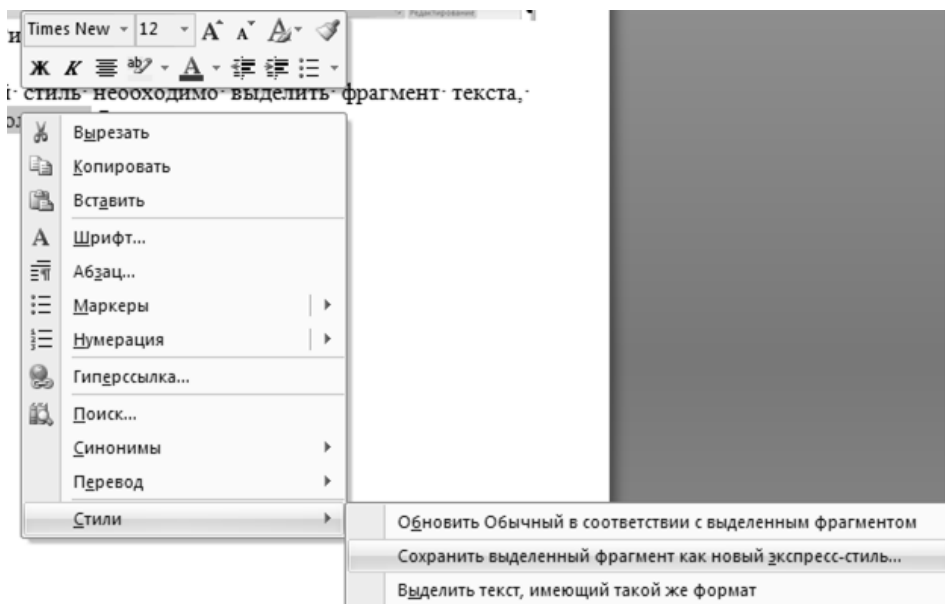 Редактирование
Times New 12
Ж К
стиль необходимо выделить фрагмент текста,
Вырезать
Копировать
Вставить
Шрифт...
Абзац...
Маркеры
Нумерация
Гиперссылка...
Поиск...
Синонимы
Перевод
Стили
Обновить Обычный в соответствии с выделенным фрагментом
Сохранить выделенный фрагмент как новый экспресс-стиль...
Выделить текст, имеющий такой же формат